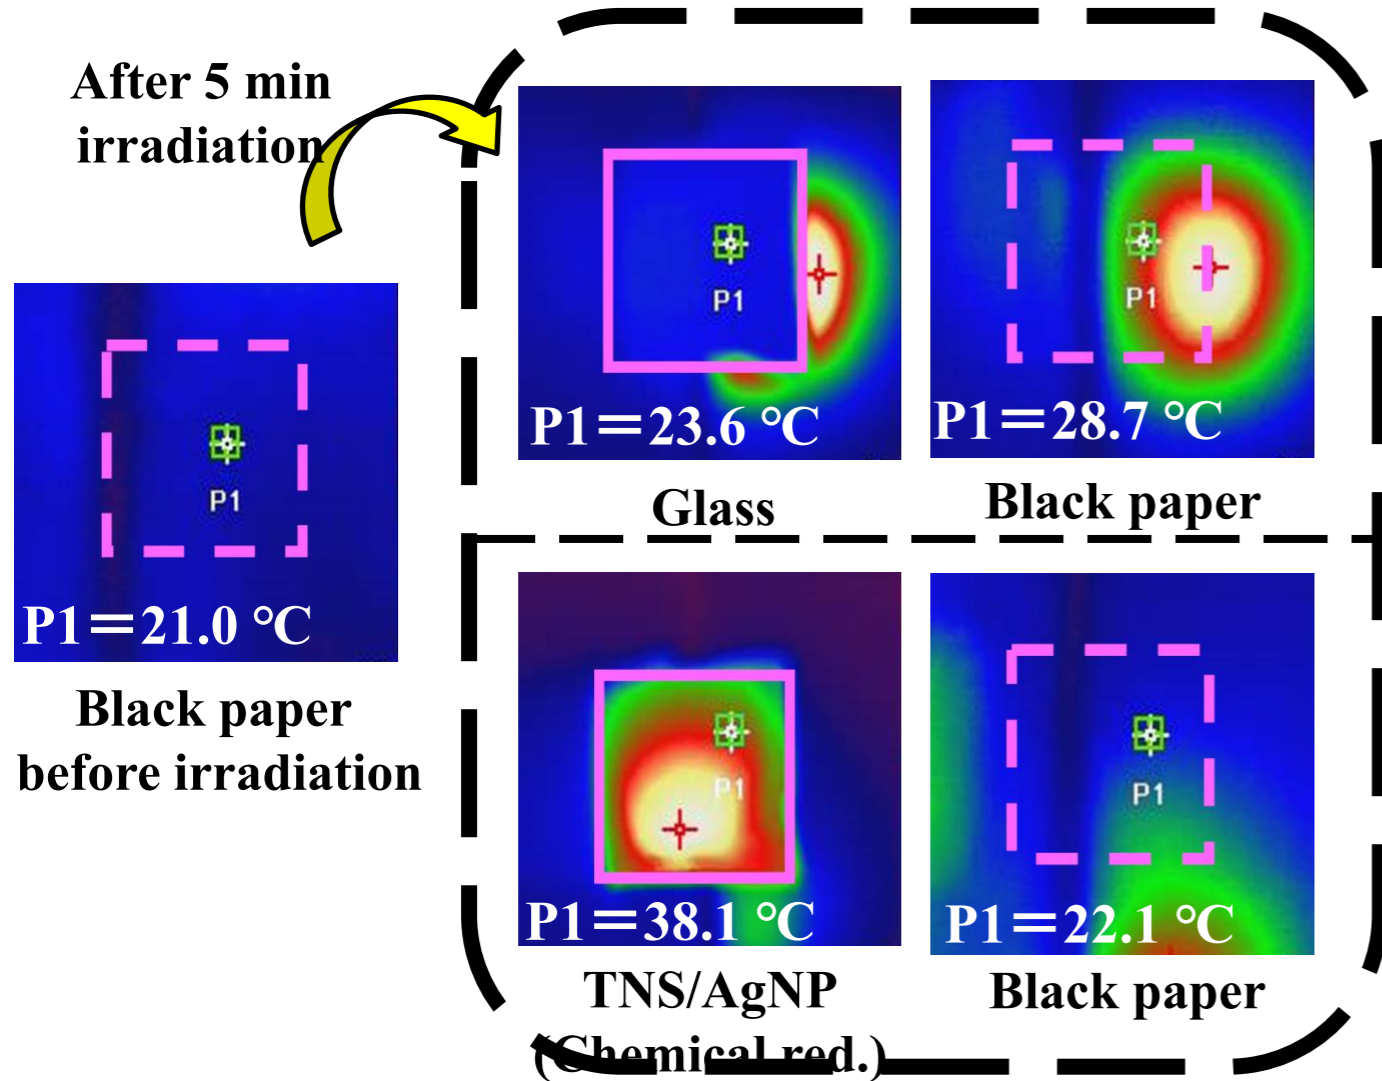 After 5 min
irradiation
P1
P1=21.0 °C
Black paper
before irradiation
P1
P1=23.6 °C
Glass
P1
P1=28.7 °C
Black paper
P1
P1=38.1 °C
TNS/AgNP
(Chemical red.)
P1
P1=22.1 °C
Black paper